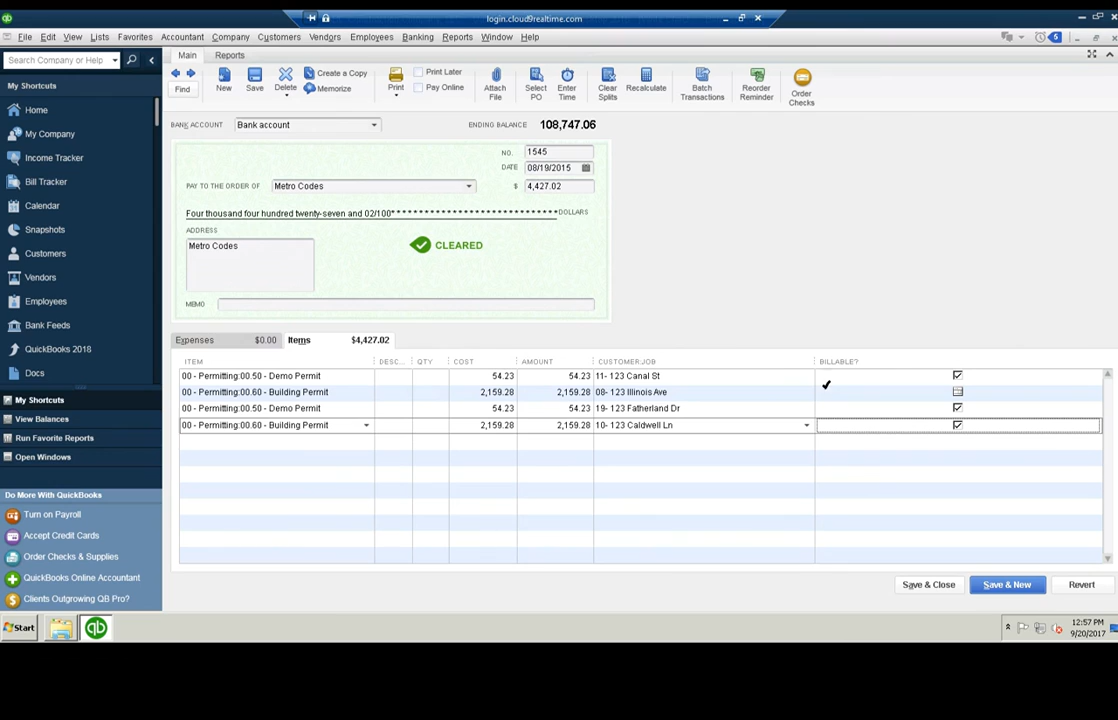 login.cloud9realtime.com
File Edit View Lists Favorites Accountant Company Customers Vendors Employees Banking Reports Window Help 5
Search Company or Help
Main Reports
My Shortcuts
Home
My Company
Income Tracker
Bill Tracker
Calendar
Snapshots
Customers
Vendors
Employees
Bank Feeds
QuickBooks 2018
Docs
My Shortcuts
View Balances
Run Favorite Reports
Open Windows
Do More With QuickBooks
Turn on Payroll
Accept Credit Cards
Order Checks & Supplies
QuickBooks Online Accountant
Clients Outgrowing QB Pro?
Find New Save Delete Create a Copy Memorize Print Print Later Pay Online Attach File Select PO Enter Time Clear Splits Recalculate Batch Transactions Reorder Reminder Order Checks
BANK ACCOUNT Bank account ENDING BALANCE 108,747.06
NO. 1545
DATE 08/19/2015
PAY TO THE ORDER OF Metro Codes $ 4,427.02
Four thousand four hundred twenty-seven and 02/100* * * * * * * * * * * * * * * * * * * * * * * * * * * * * * DOLLARS
ADDRESS
Metro Codes
CLEARED
MEMO
Expenses $0.00 Items $4,427.02
ITEM DESC... QTY COST AMOUNT CUSTOMER:JOB BILLABLE?
00 - Permitting:00.50 - Demo Permit 54.23 54.23 11- 123 Canal St
00 - Permitting:00.60 - Building Permit 2,159.28 2,159.28 08- 123 Illinois Ave
00 - Permitting:00.50 - Demo Permit 54.23 54.23 19- 123 Fatherland Dr
00 - Permitting:00.60 - Building Permit 2,159.28 2,159.28 10- 123 Caldwell Ln
Save & Close Save & New Revert
Start qb
12:57 PM
9/20/2017